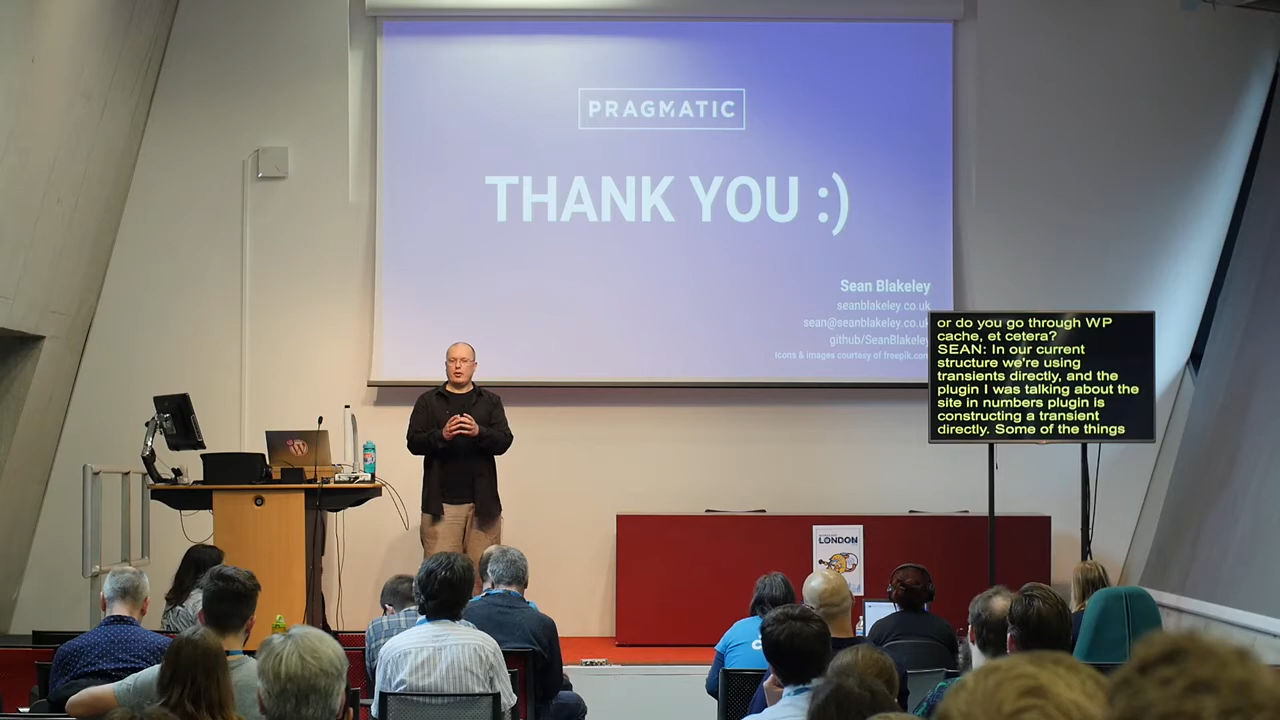 PRAGMATIC
THANK YOU :)
Sean Blakeley
seanblakeley.co.uk
sean@seanblakeley.co.uk
github/SeanBlakeley
Icons & images courtesy of freepik.com
or do you go through WP
cache, et cetera?
SEAN: In our current
structure we're using
transients directly, and the
plugin I was talking about the
site in numbers plugin is
constructing a transient
directly. Some of the things
LONDON